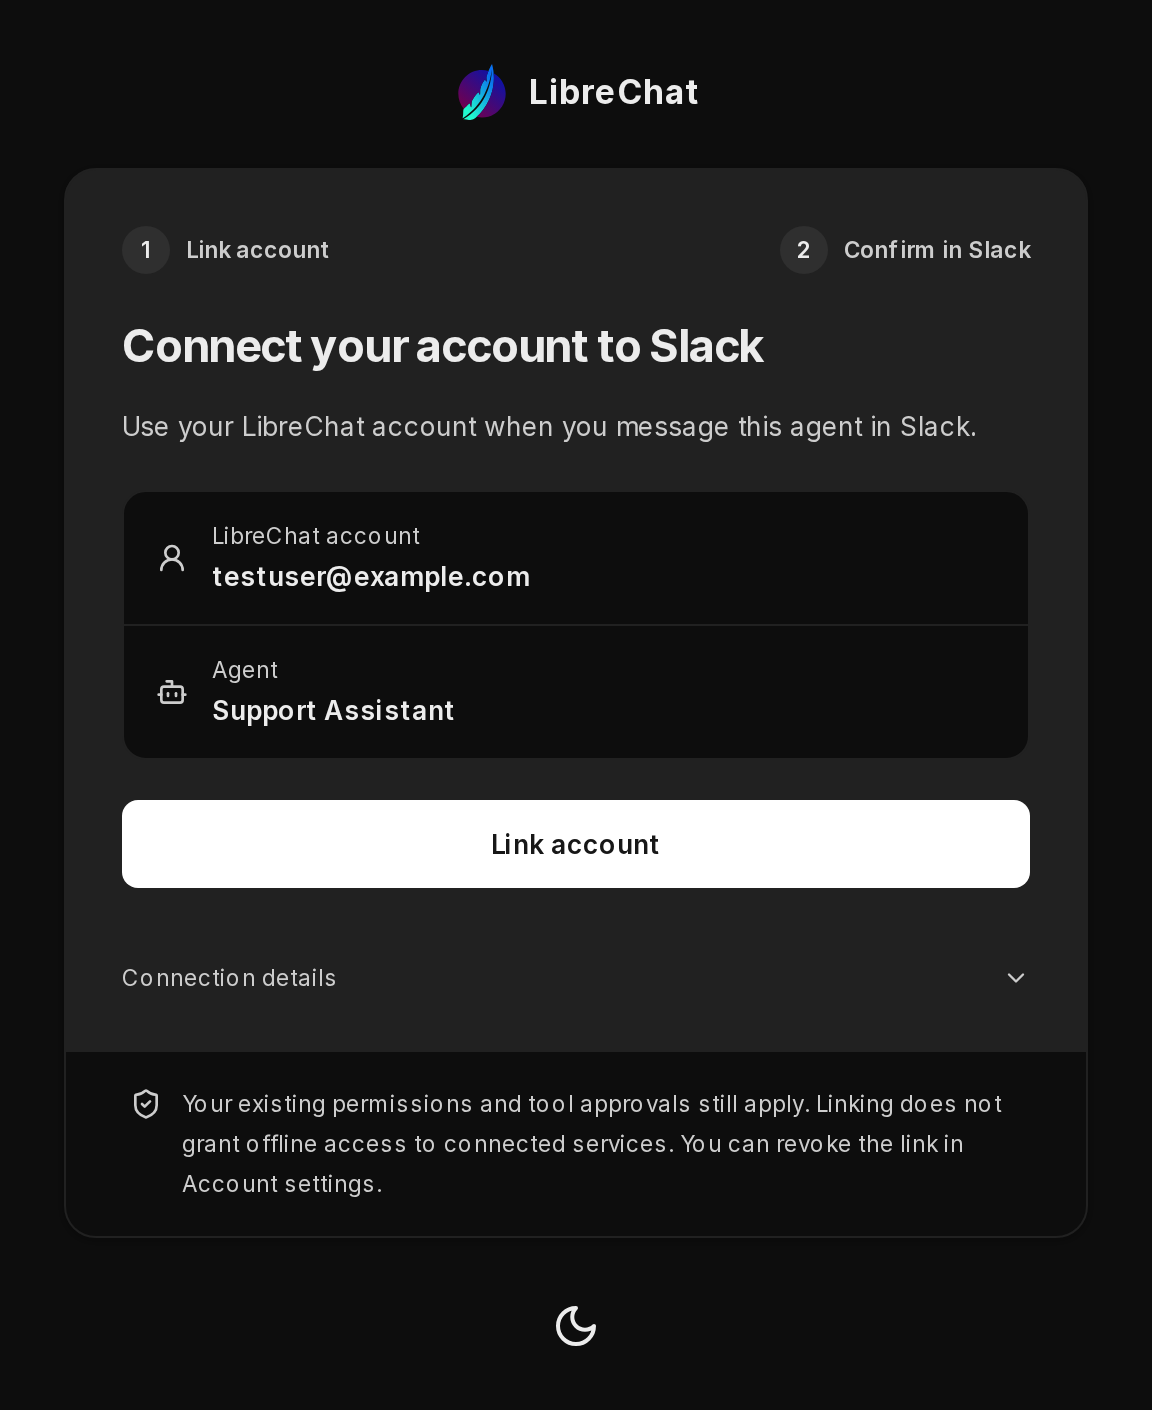 LibreChat
1 Link account
2 Confirm in Slack
Connect your account to Slack
Use your LibreChat account when you message this agent in Slack.
LibreChat account
testuser@example.com
Agent
Support Assistant
Link account
Connection details
Your existing permissions and tool approvals still apply. Linking does not
grant offline access to connected services. You can revoke the link in
Account settings.